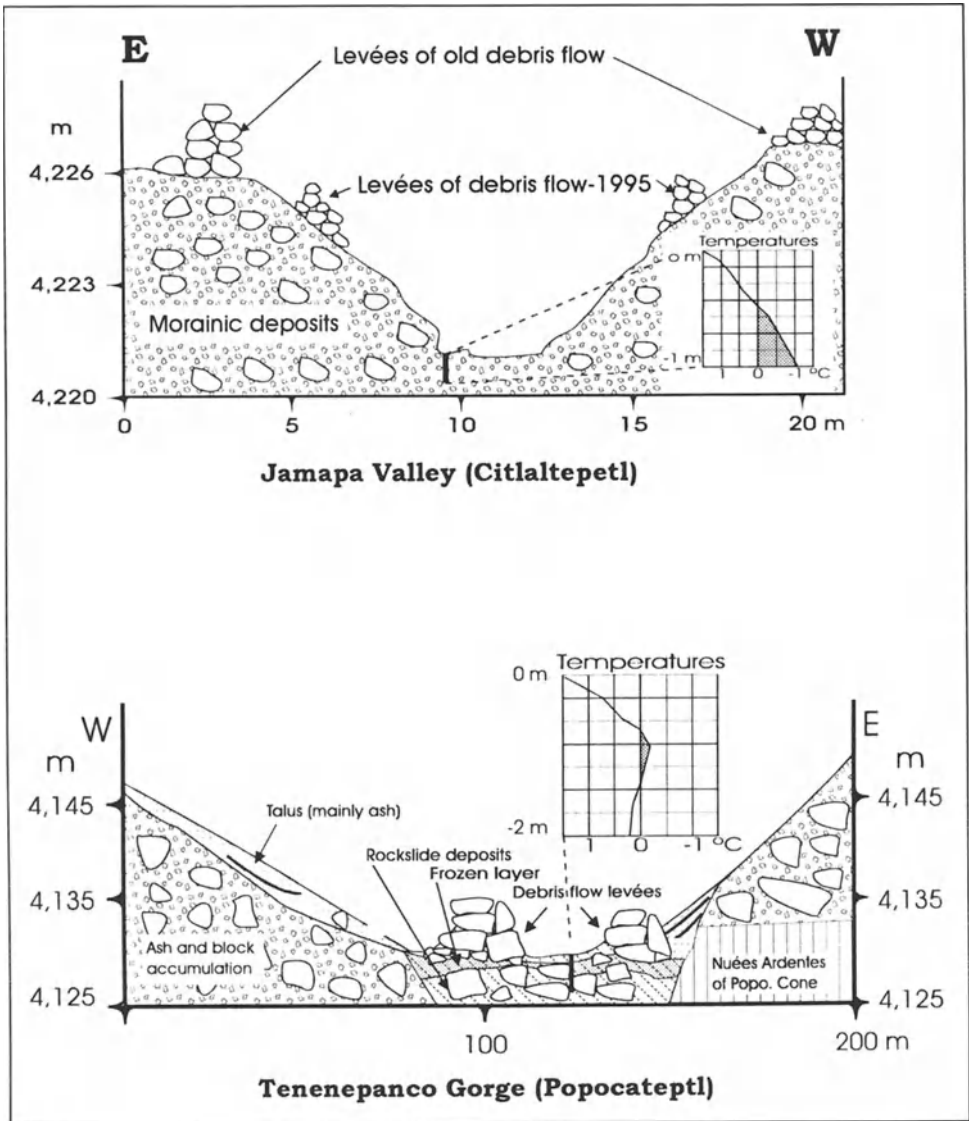 E
W
Levées of old debris flow
m
4,226
Levées of debris flow-1995
Temperatures
0 m
4,223
Morainic deposits
-1 m
1 0 -1 °C
4,220
0 5 10 15 20 m
Jamapa Valley (Citlaltepetl)
Temperatures
0 m
W
E
m
m
4,145
4,145
Talus (mainly ash)
-2 m
1 0 -1 °C
Rockslide deposits
Frozen layer
Debris flow levées
4,135
4,135
Ash and block
accumulation
Nuées Ardentes
of Popo. Cone
4,125
4,125
100
200 m
Tenenepanco Gorge (Popocateptl)